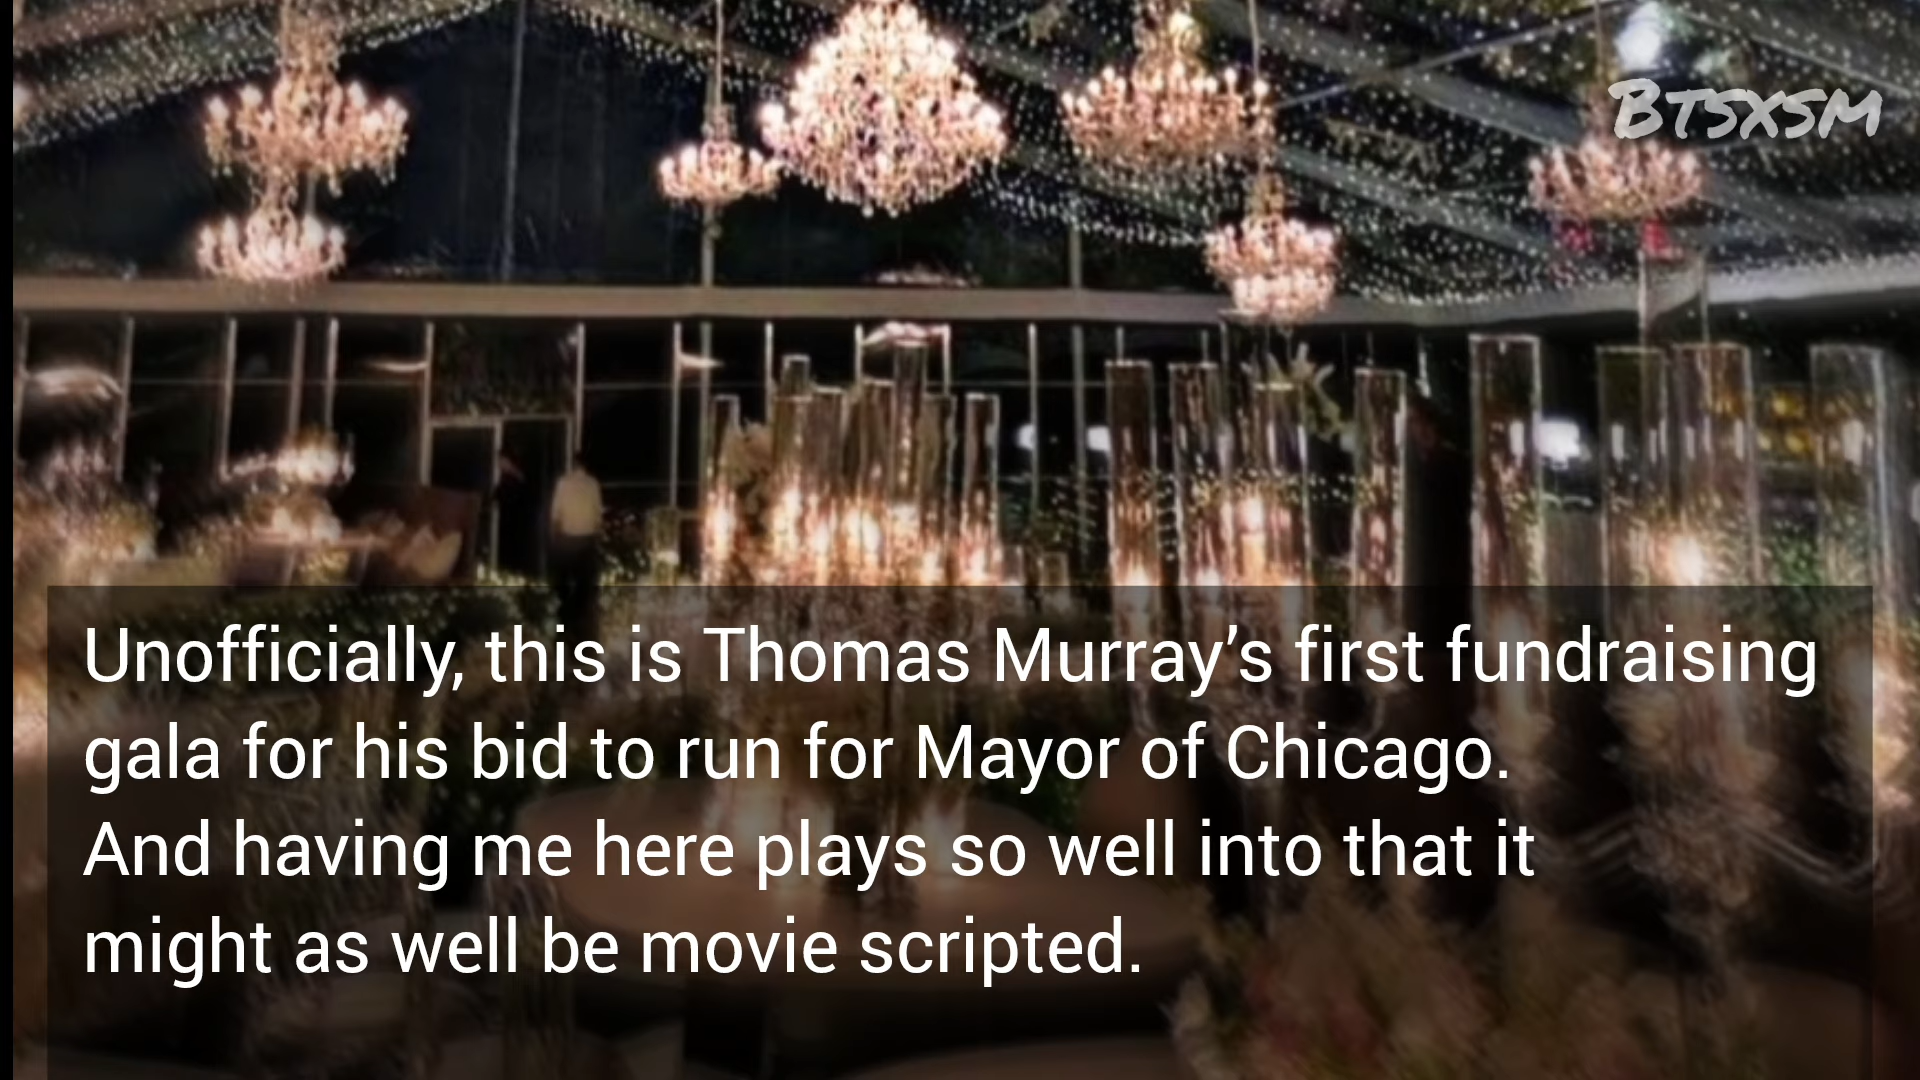 Btsxsm
Unofficially, this is Thomas Murray’s first fundraising
gala for his bid to run for Mayor of Chicago.
And having me here plays so well into that it
might as well be movie scripted.